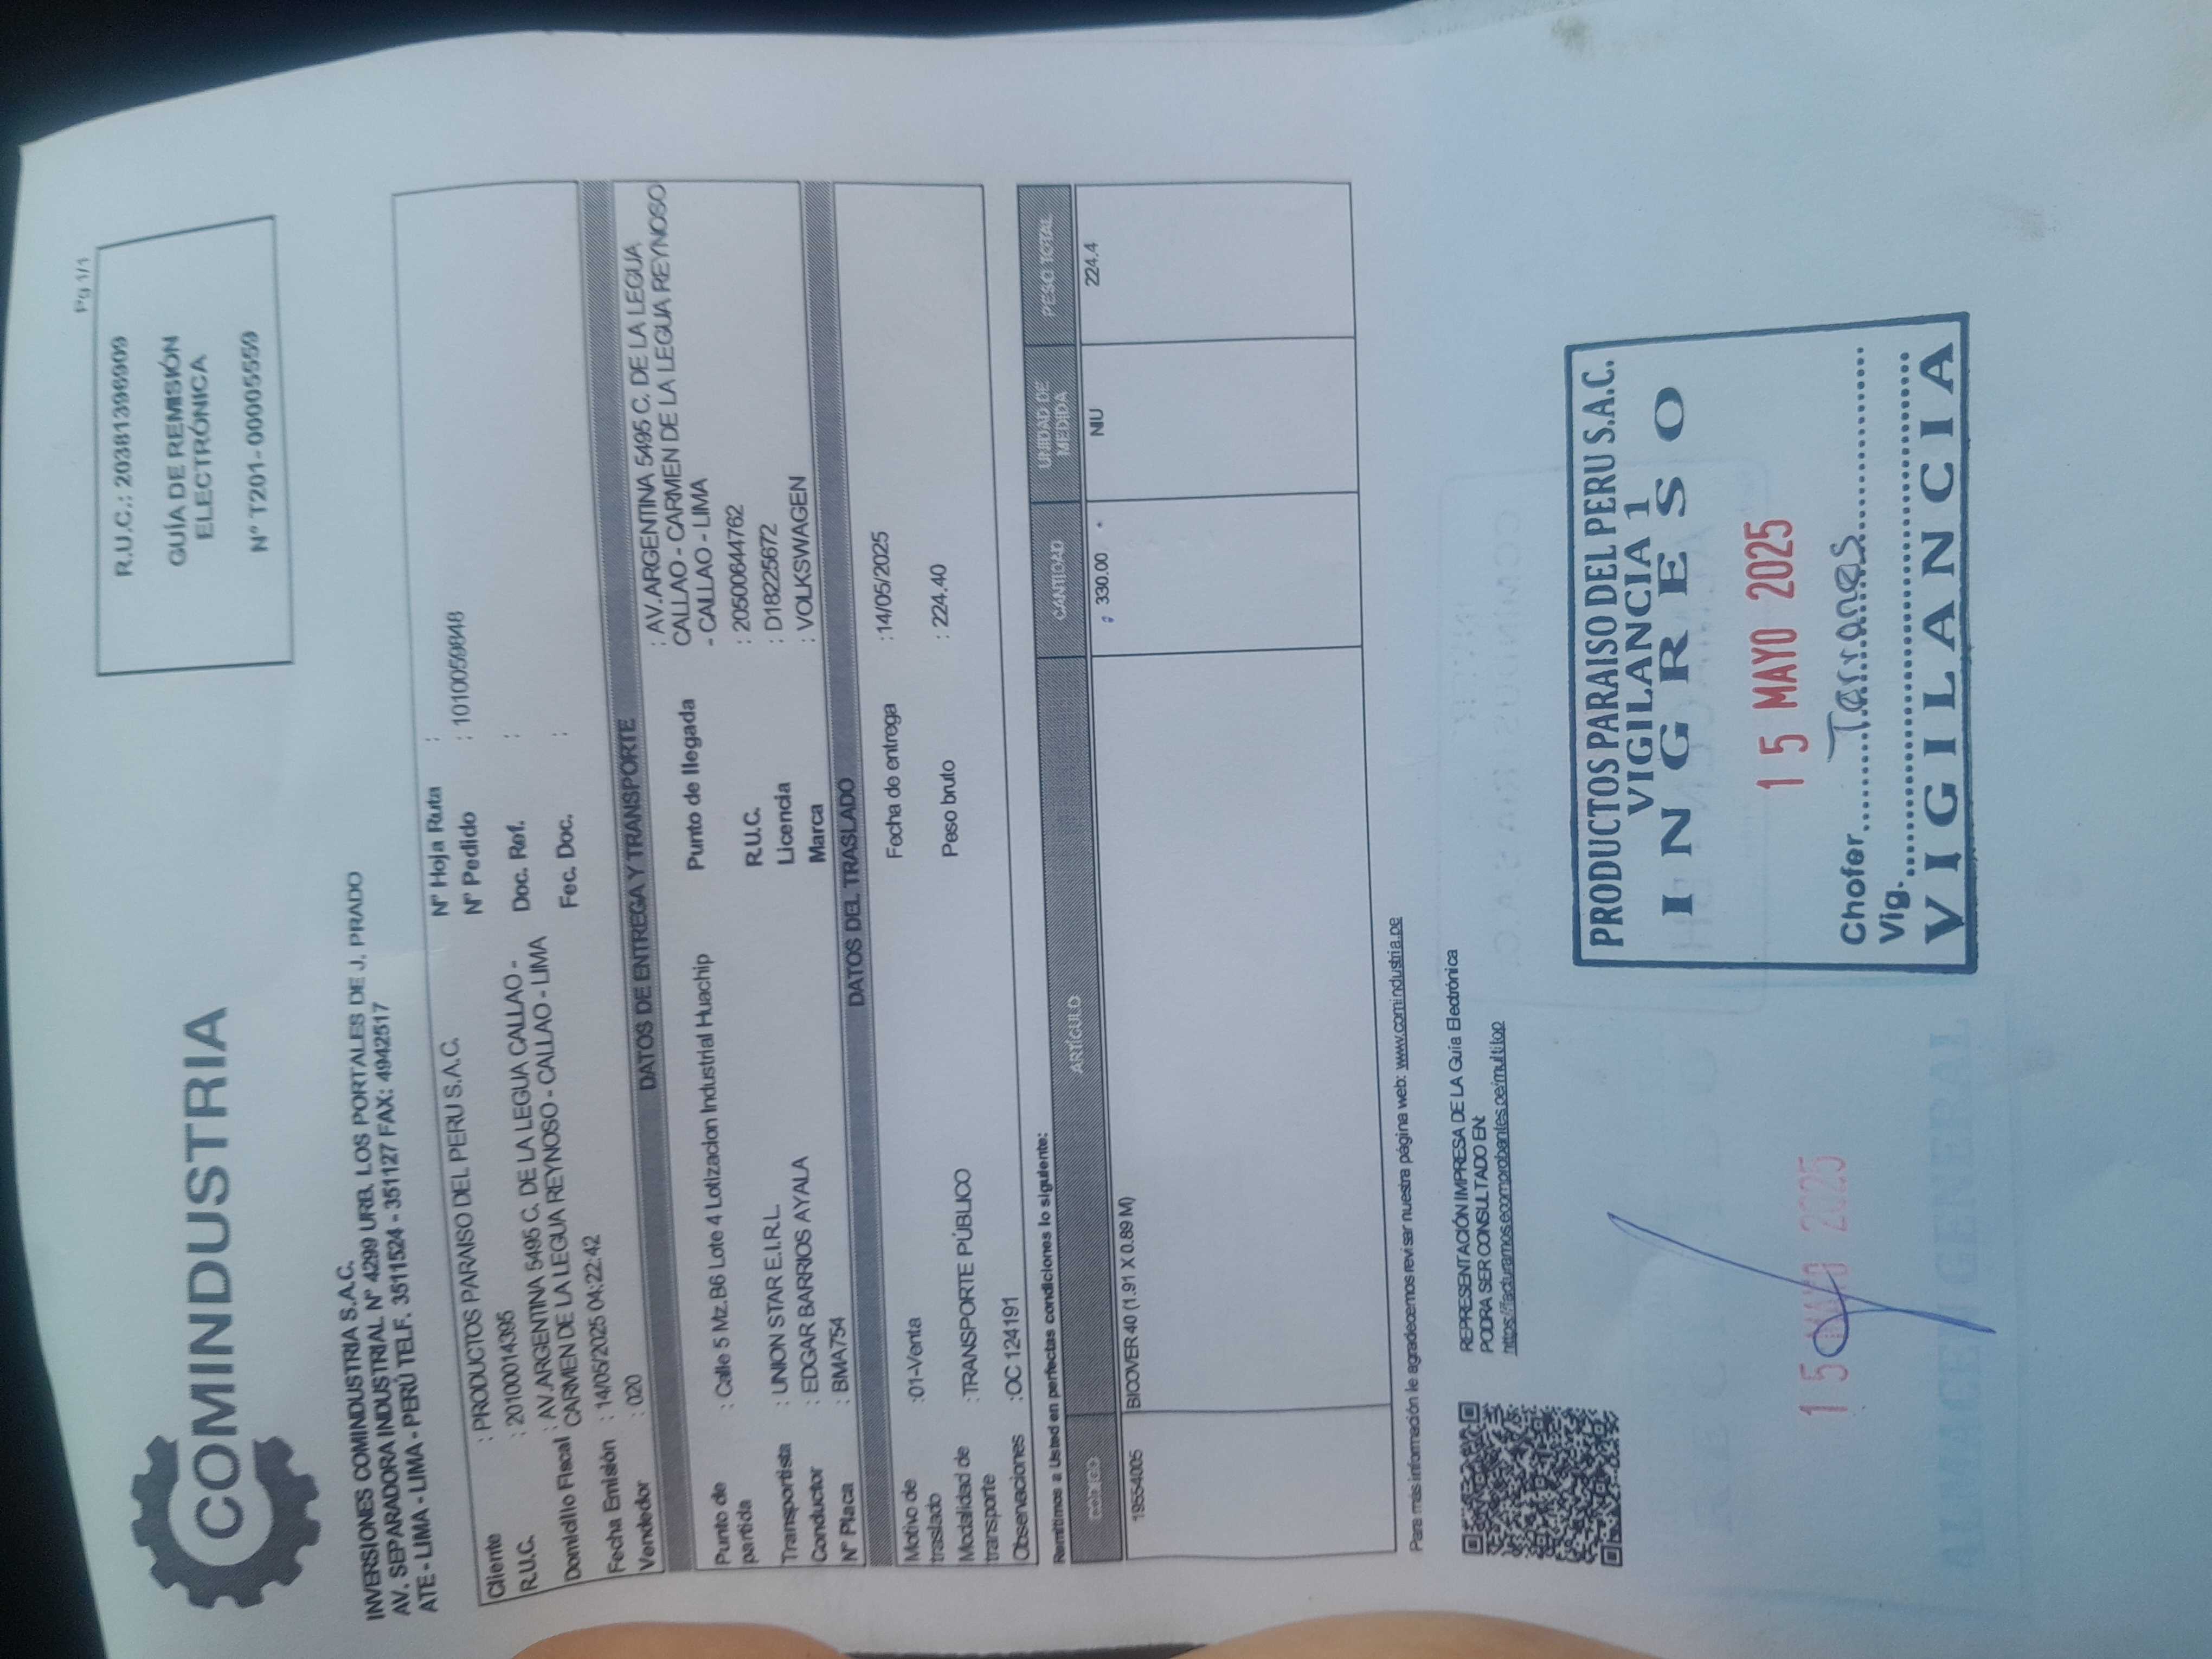 Pg 1/1
COMINDUSTRIA
R.U.C.: 20381396909
GUÍA DE REMISIÓN
ELECTRÓNICA
N° T201-00005559
INVERSIONES COMINDUSTRIA S.A.C.
AV. SEPARADORA INDUSTRIAL N° 4299 URB. LOS PORTALES DE J. PRADO
ATE - LIMA - LIMA - PERÚ TELF. 3511524 - 351127 FAX: 4942517
Cliente : PRODUCTOS PARAISO DEL PERU S.A.C. N° Hoja Ruta :
R.U.C. : 20100014395 N° Pedido : 1010059848
Domicilio Fiscal : AV.ARGENTINA 5495 C. DE LA LEGUA CALLAO - Doc. Ref. :
CARMEN DE LA LEGUA REYNOSO - CALLAO - LIMA Fec. Doc. :
Fecha Emisión : 14/05/2025 04:22:42
Vendedor : 020
DATOS DE ENTREGA Y TRANSPORTE
Punto de partida : Calle 5 Mz.B6 Lote 4 Lotizacion Industrial Huachip
Punto de llegada : AV.ARGENTINA 5495 C. DE LA LEGUA
CALLAO - CARMEN DE LA LEGUA REYNOSO
- CALLAO - LIMA
Transportista : UNION STAR E.I.R.L. R.U.C. : 20500644762
Conductor : EDGAR BARRIOS AYALA Licencia : D18225672
N° Placa : BMA754 Marca : VOLKSWAGEN
DATOS DEL TRASLADO
Motivo de traslado :01-Venta Fecha de entrega :14/05/2025
Modalidad de transporte : TRANSPORTE PÚBLICO Peso bruto : 224.40
Observaciones :OC 124191
Remitimos a Usted en perfectas condiciones lo siguiente:
CÓDIGO ARTÍCULO CANTIDAD UNIDAD DE MEDIDA PESO TOTAL
19554005 BICOVER 40 (1.91 X 0.89 M) 330.00 NIU 224.4
Para más información le agradecemos revisar nuestra página web: www.comindustria.pe
REPRESENTACIÓN IMPRESA DE LA Guía Electrónica
PODRA SER CONSULTADO EN:
https://facturamos.ecomprobantes.pe/multitop
PRODUCTOS PARAISO DEL PERU S.A.C.
VIGILANCIA 1
INGRESO
15 MAYO 2025
Chofer
Vig.
VIGILANCIA
15 MAYO 2025
ALMACEN GENERAL